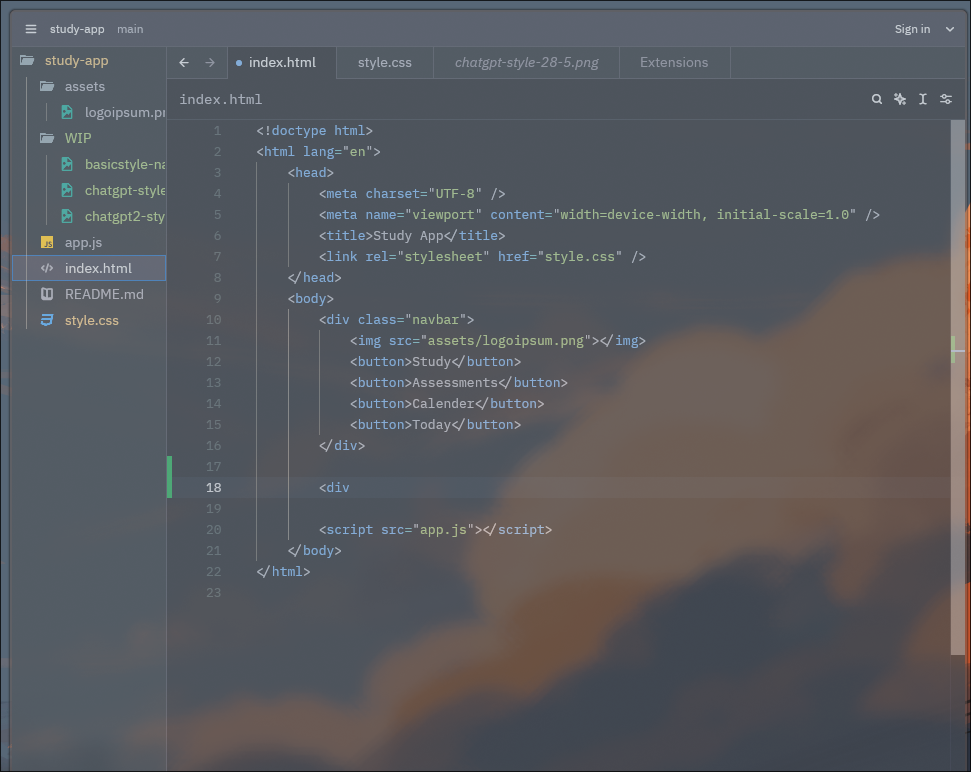 study-app main Sign in
study-app
assets
logoipsum.pn
WIP
basicstyle-na
chatgpt-style
chatgpt2-sty
JS app.js
index.html
README.md
style.css
index.html style.css chatgpt-style-28-5.png Extensions
index.html
1 <!doctype html>
2 <html lang="en">
3 <head>
4 <meta charset="UTF-8" />
5 <meta name="viewport" content="width=device-width, initial-scale=1.0" />
6 <title>Study App</title>
7 <link rel="stylesheet" href="style.css" />
8 </head>
9 <body>
10 <div class="navbar">
11 <img src="assets/logoipsum.png"></img>
12 <button>Study</button>
13 <button>Assessments</button>
14 <button>Calender</button>
15 <button>Today</button>
16 </div>
17
18 <div
19
20 <script src="app.js"></script>
21 </body>
22 </html>
23